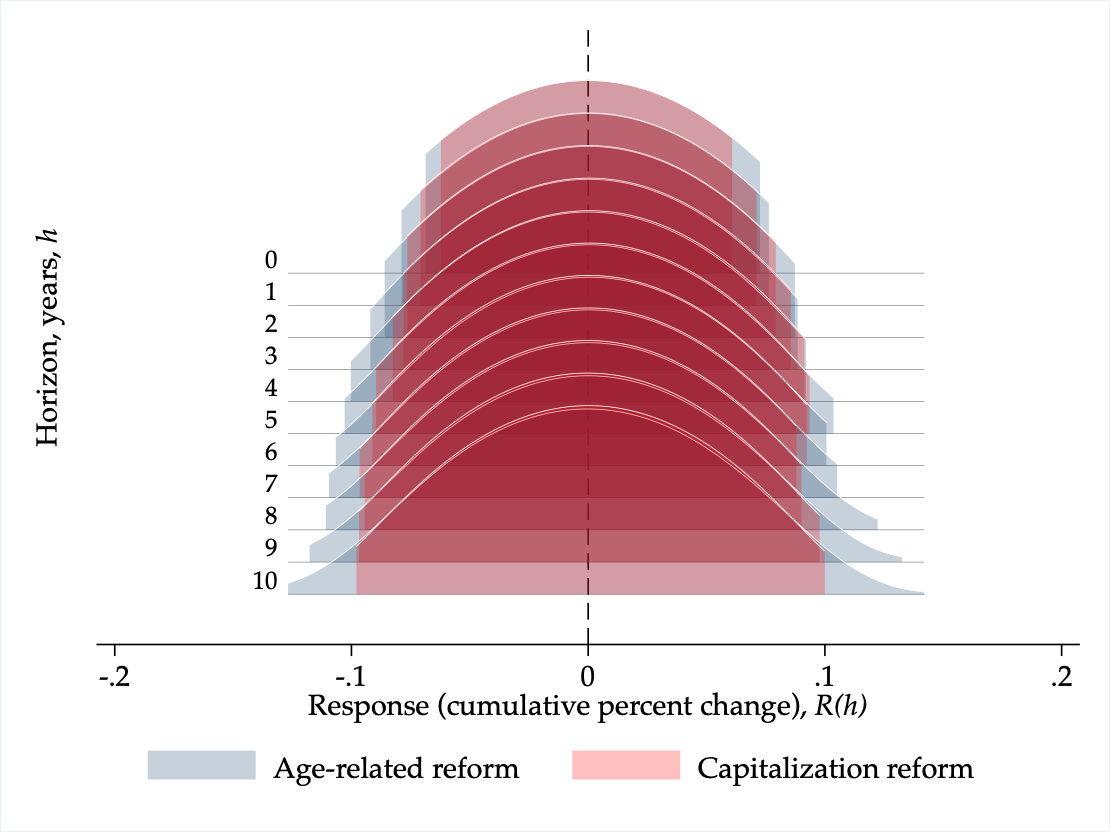 Horizon, years, h
0
1
2
3
4
5
6
7
8
9
10
-.2 -.1 0 .1 .2
Response (cumulative percent change), R(h)
Age-related reform Capitalization reform